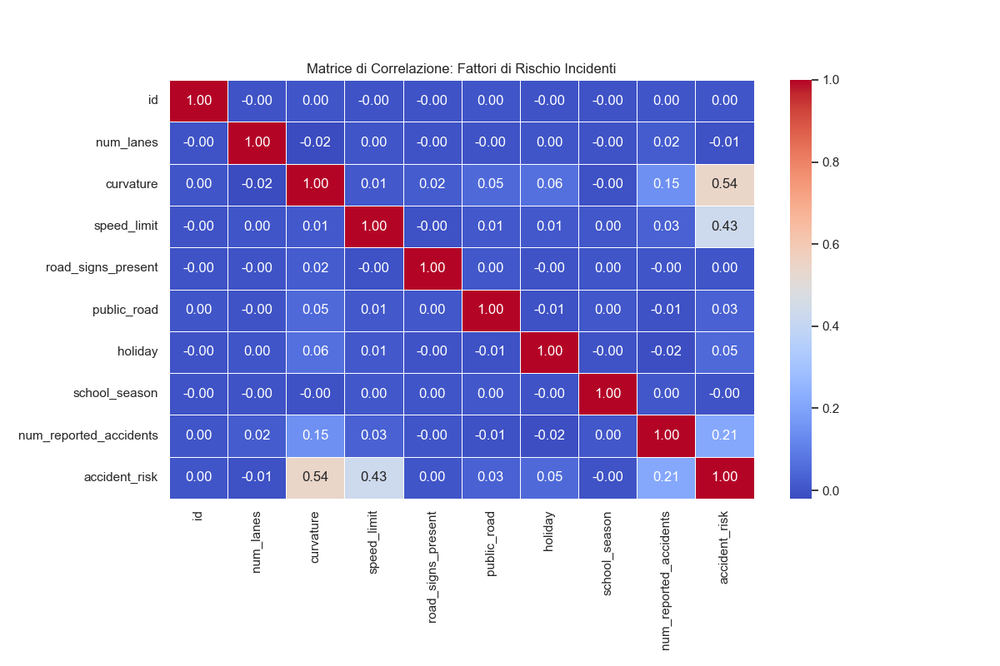 Matrice di Correlazione: Fattori di Rischio Incidenti
id 1.00 -0.00 0.00 -0.00 -0.00 0.00 -0.00 -0.00 0.00 0.00
num_lanes -0.00 1.00 -0.02 0.00 -0.00 -0.00 0.00 -0.00 0.02 -0.01
curvature 0.00 -0.02 1.00 0.01 0.02 0.05 0.06 -0.00 0.15 0.54
speed_limit -0.00 0.00 0.01 1.00 -0.00 0.01 0.01 0.00 0.03 0.43
road_signs_present -0.00 -0.00 0.02 -0.00 1.00 0.00 -0.00 0.00 -0.00 0.00
public_road 0.00 -0.00 0.05 0.01 0.00 1.00 -0.01 0.00 -0.01 0.03
holiday -0.00 0.00 0.06 0.01 -0.00 -0.01 1.00 -0.00 -0.02 0.05
school_season -0.00 -0.00 -0.00 0.00 0.00 0.00 -0.00 1.00 0.00 -0.00
num_reported_accidents 0.00 0.02 0.15 0.03 -0.00 -0.01 -0.02 0.00 1.00 0.21
accident_risk 0.00 -0.01 0.54 0.43 0.00 0.03 0.05 -0.00 0.21 1.00
id
num_lanes
curvature
speed_limit
road_signs_present
public_road
holiday
school_season
num_reported_accidents
accident_risk
1.0
0.8
0.6
0.4
0.2
0.0